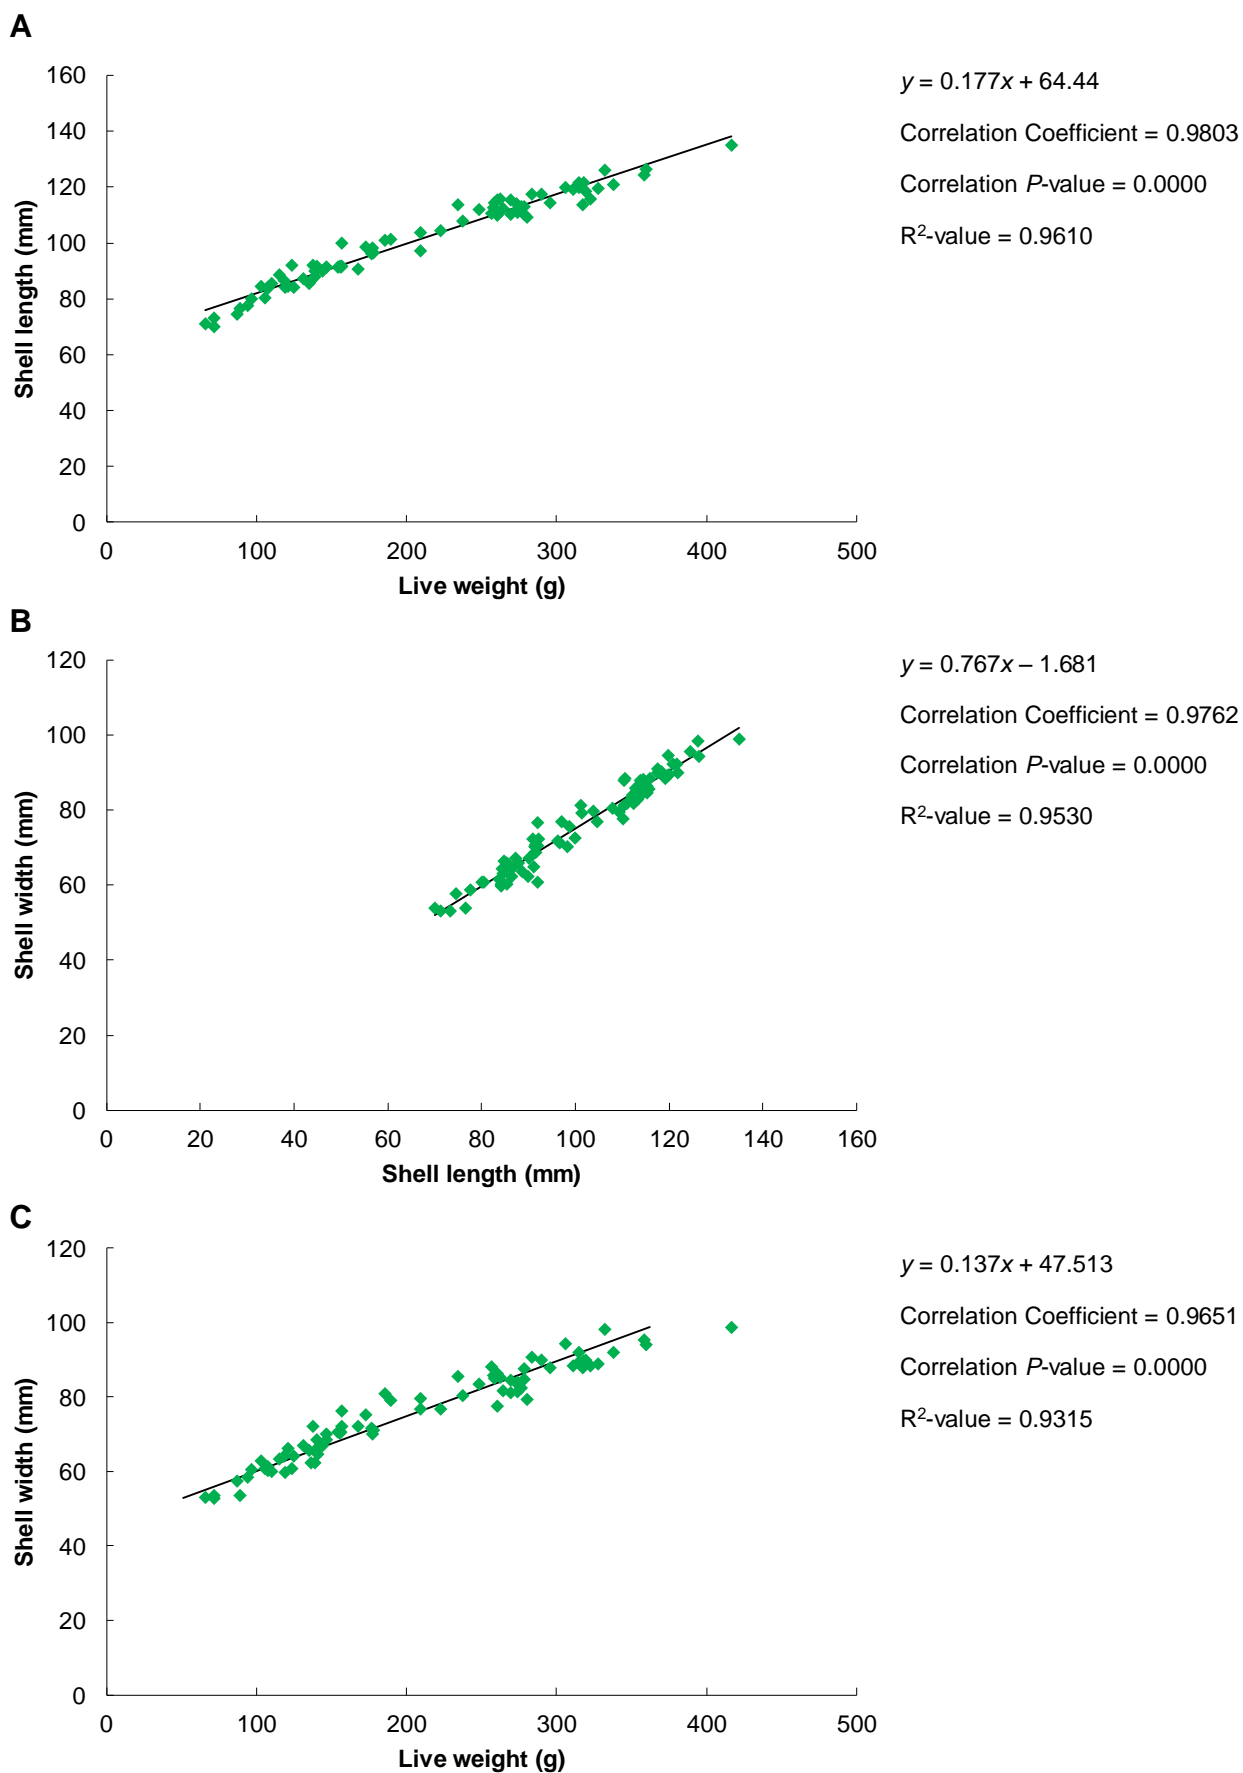 A
160
140
120
100
80
60
40
20
0
Shell length (mm)
0 100 200 300 400 500
Live weight (g)
y = 0.177x + 64.44
Correlation Coefficient = 0.9803
Correlation P-value = 0.0000
R²-value = 0.9610
B
120
100
80
60
40
20
0
Shell width (mm)
0 20 40 60 80 100 120 140 160
Shell length (mm)
y = 0.767x – 1.681
Correlation Coefficient = 0.9762
Correlation P-value = 0.0000
R²-value = 0.9530
C
120
100
80
60
40
20
0
Shell width (mm)
0 100 200 300 400 500
Live weight (g)
y = 0.137x + 47.513
Correlation Coefficient = 0.9651
Correlation P-value = 0.0000
R²-value = 0.9315